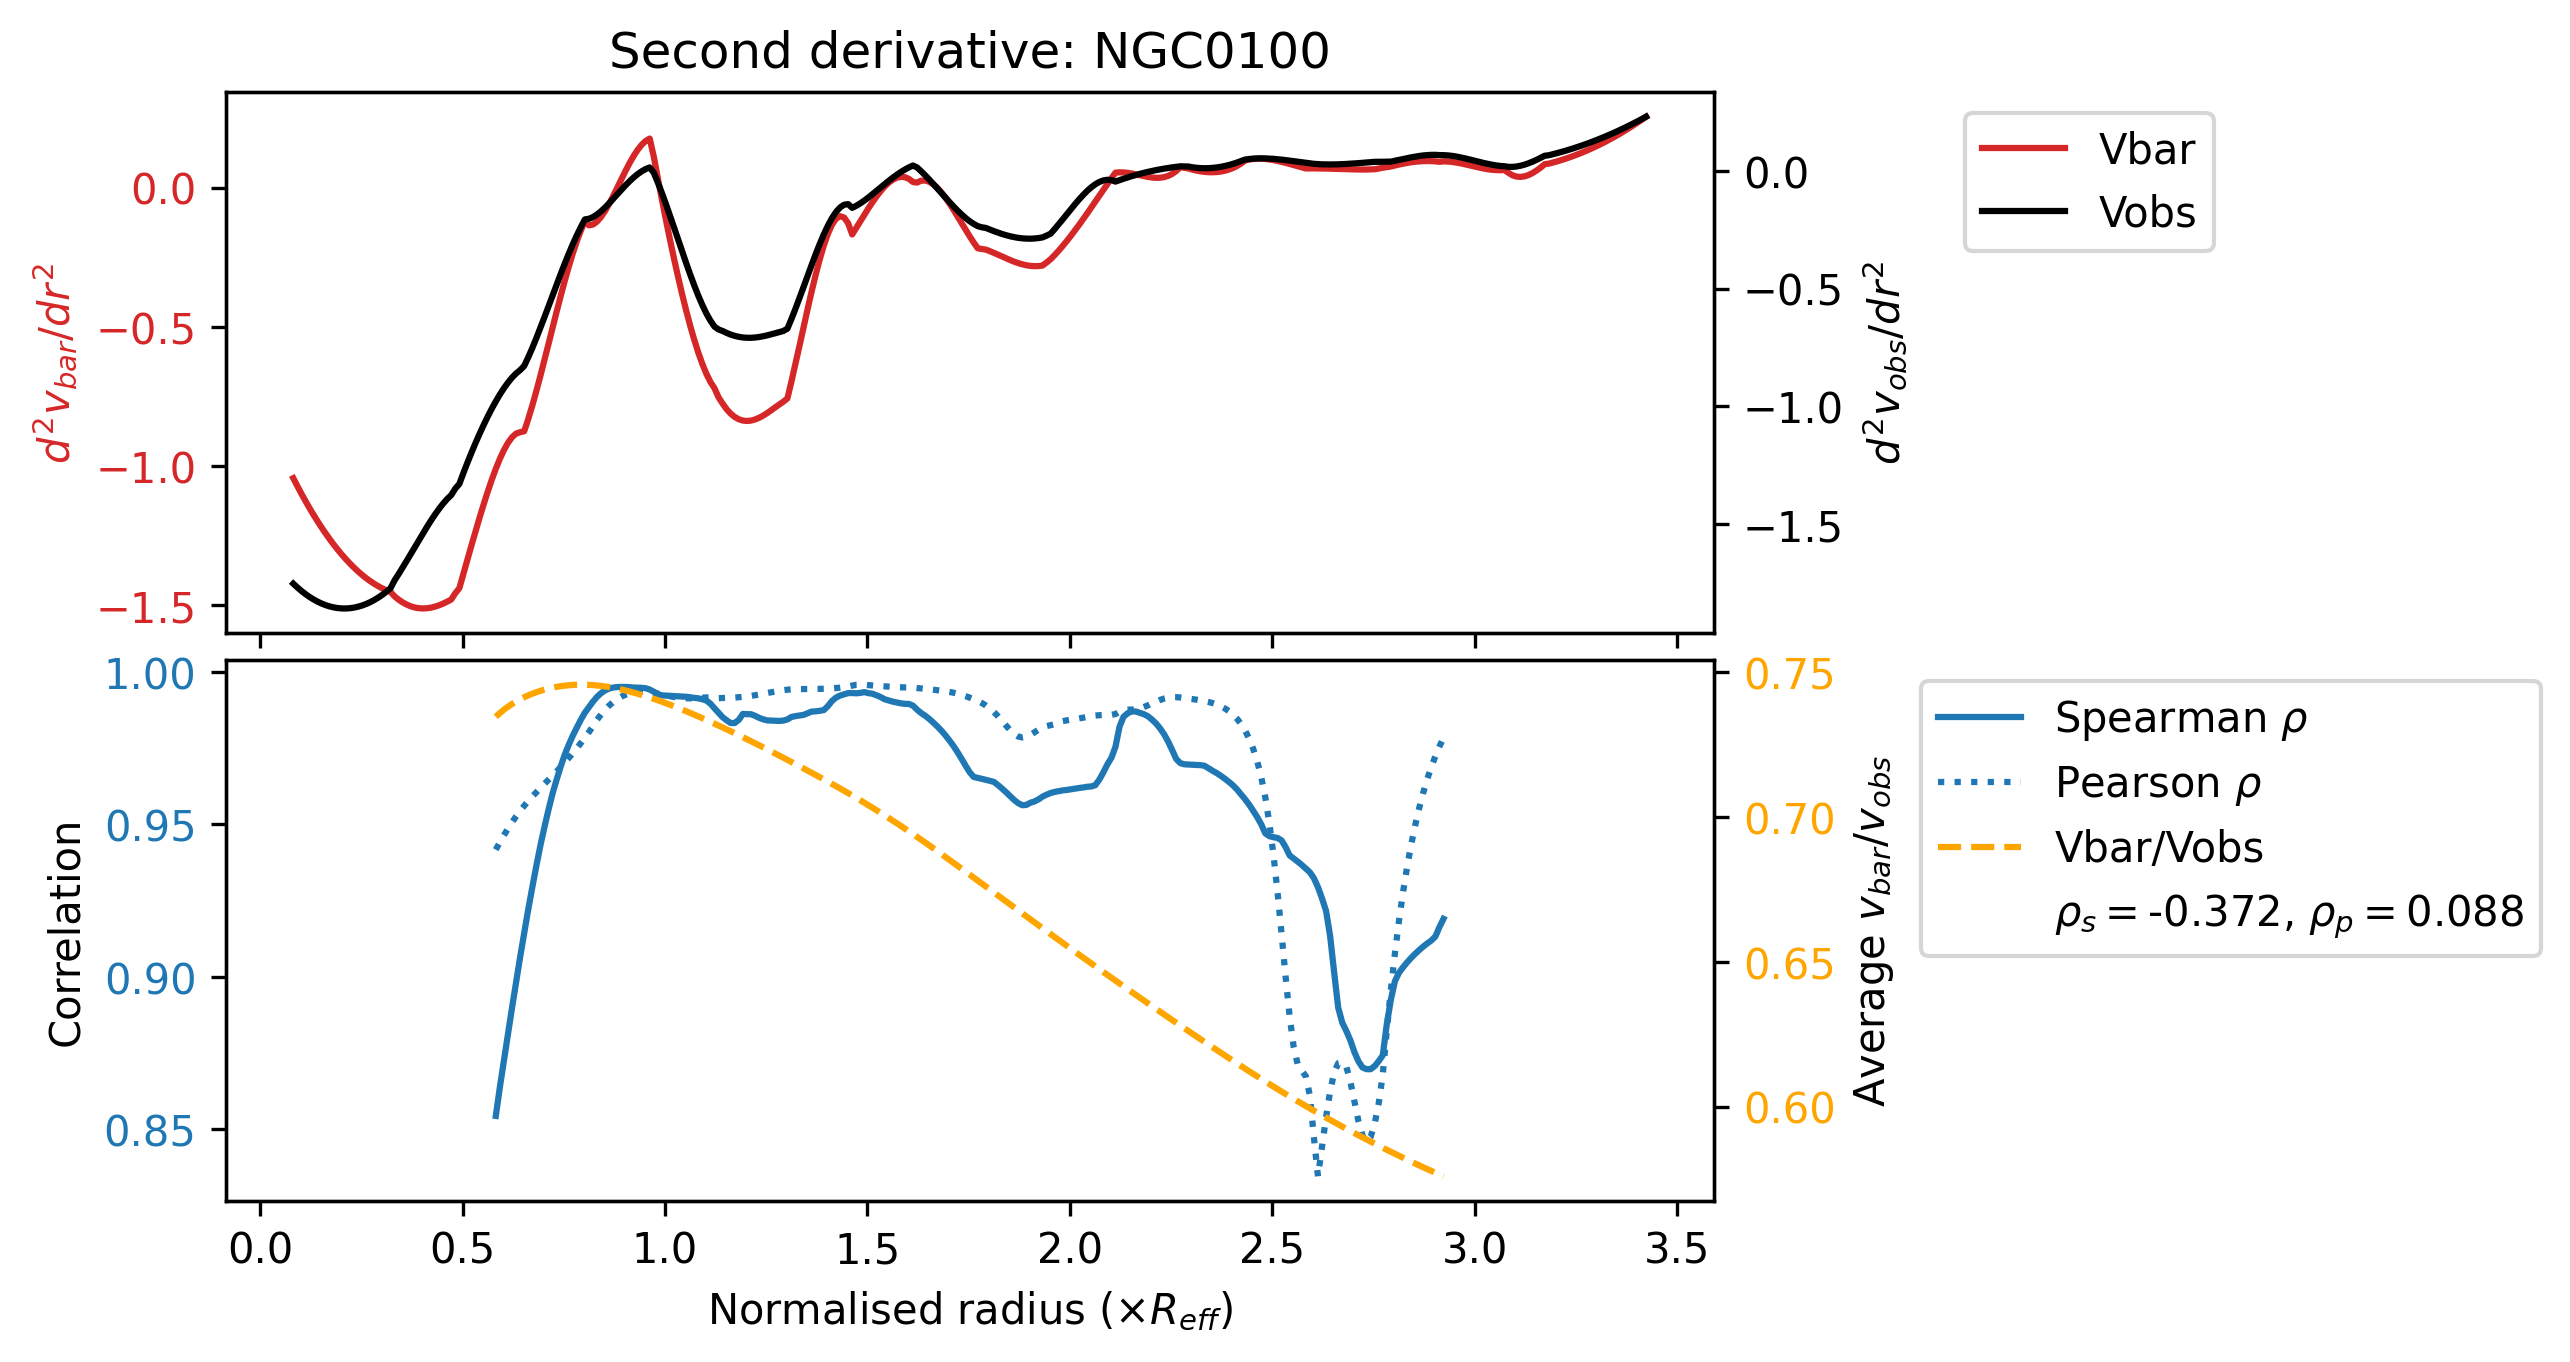 Second derivative: NGC0100
d²v_bar/dr²
0.0
−0.5
−1.0
−1.5
0.0
−0.5
−1.0
−1.5
d²v_obs/dr²
Vbar
Vobs
Correlation
1.00
0.95
0.90
0.85
0.75
0.70
0.65
0.60
Average v_bar/v_obs
Spearman ρ
Pearson ρ
Vbar/Vobs
ρ_s = -0.372, ρ_p = 0.088
0.0 0.5 1.0 1.5 2.0 2.5 3.0 3.5
Normalised radius (×R_eff)